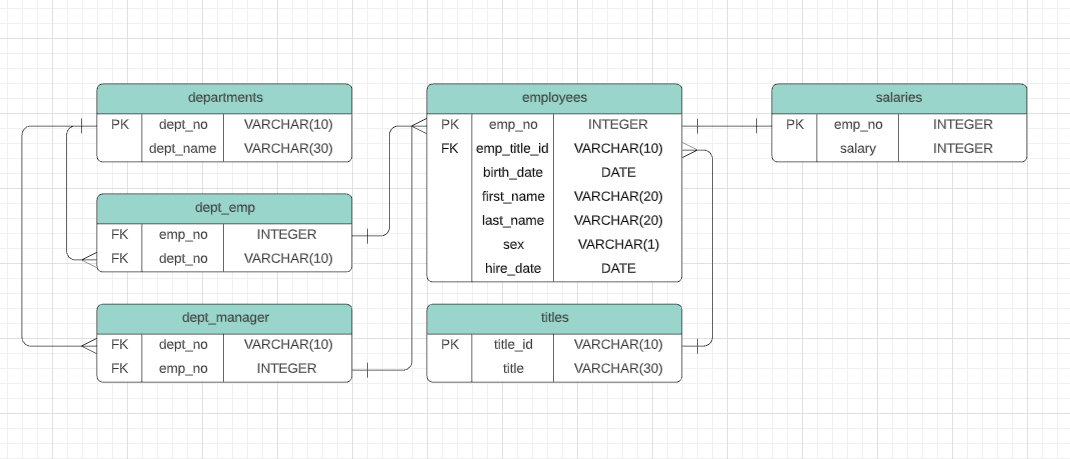 departments
PK dept_no VARCHAR(10)
dept_name VARCHAR(30)
dept_emp
FK emp_no INTEGER
FK dept_no VARCHAR(10)
dept_manager
FK dept_no VARCHAR(10)
FK emp_no INTEGER
employees
PK emp_no INTEGER
FK emp_title_id VARCHAR(10)
birth_date DATE
first_name VARCHAR(20)
last_name VARCHAR(20)
sex VARCHAR(1)
hire_date DATE
titles
PK title_id VARCHAR(10)
title VARCHAR(30)
salaries
PK emp_no INTEGER
salary INTEGER